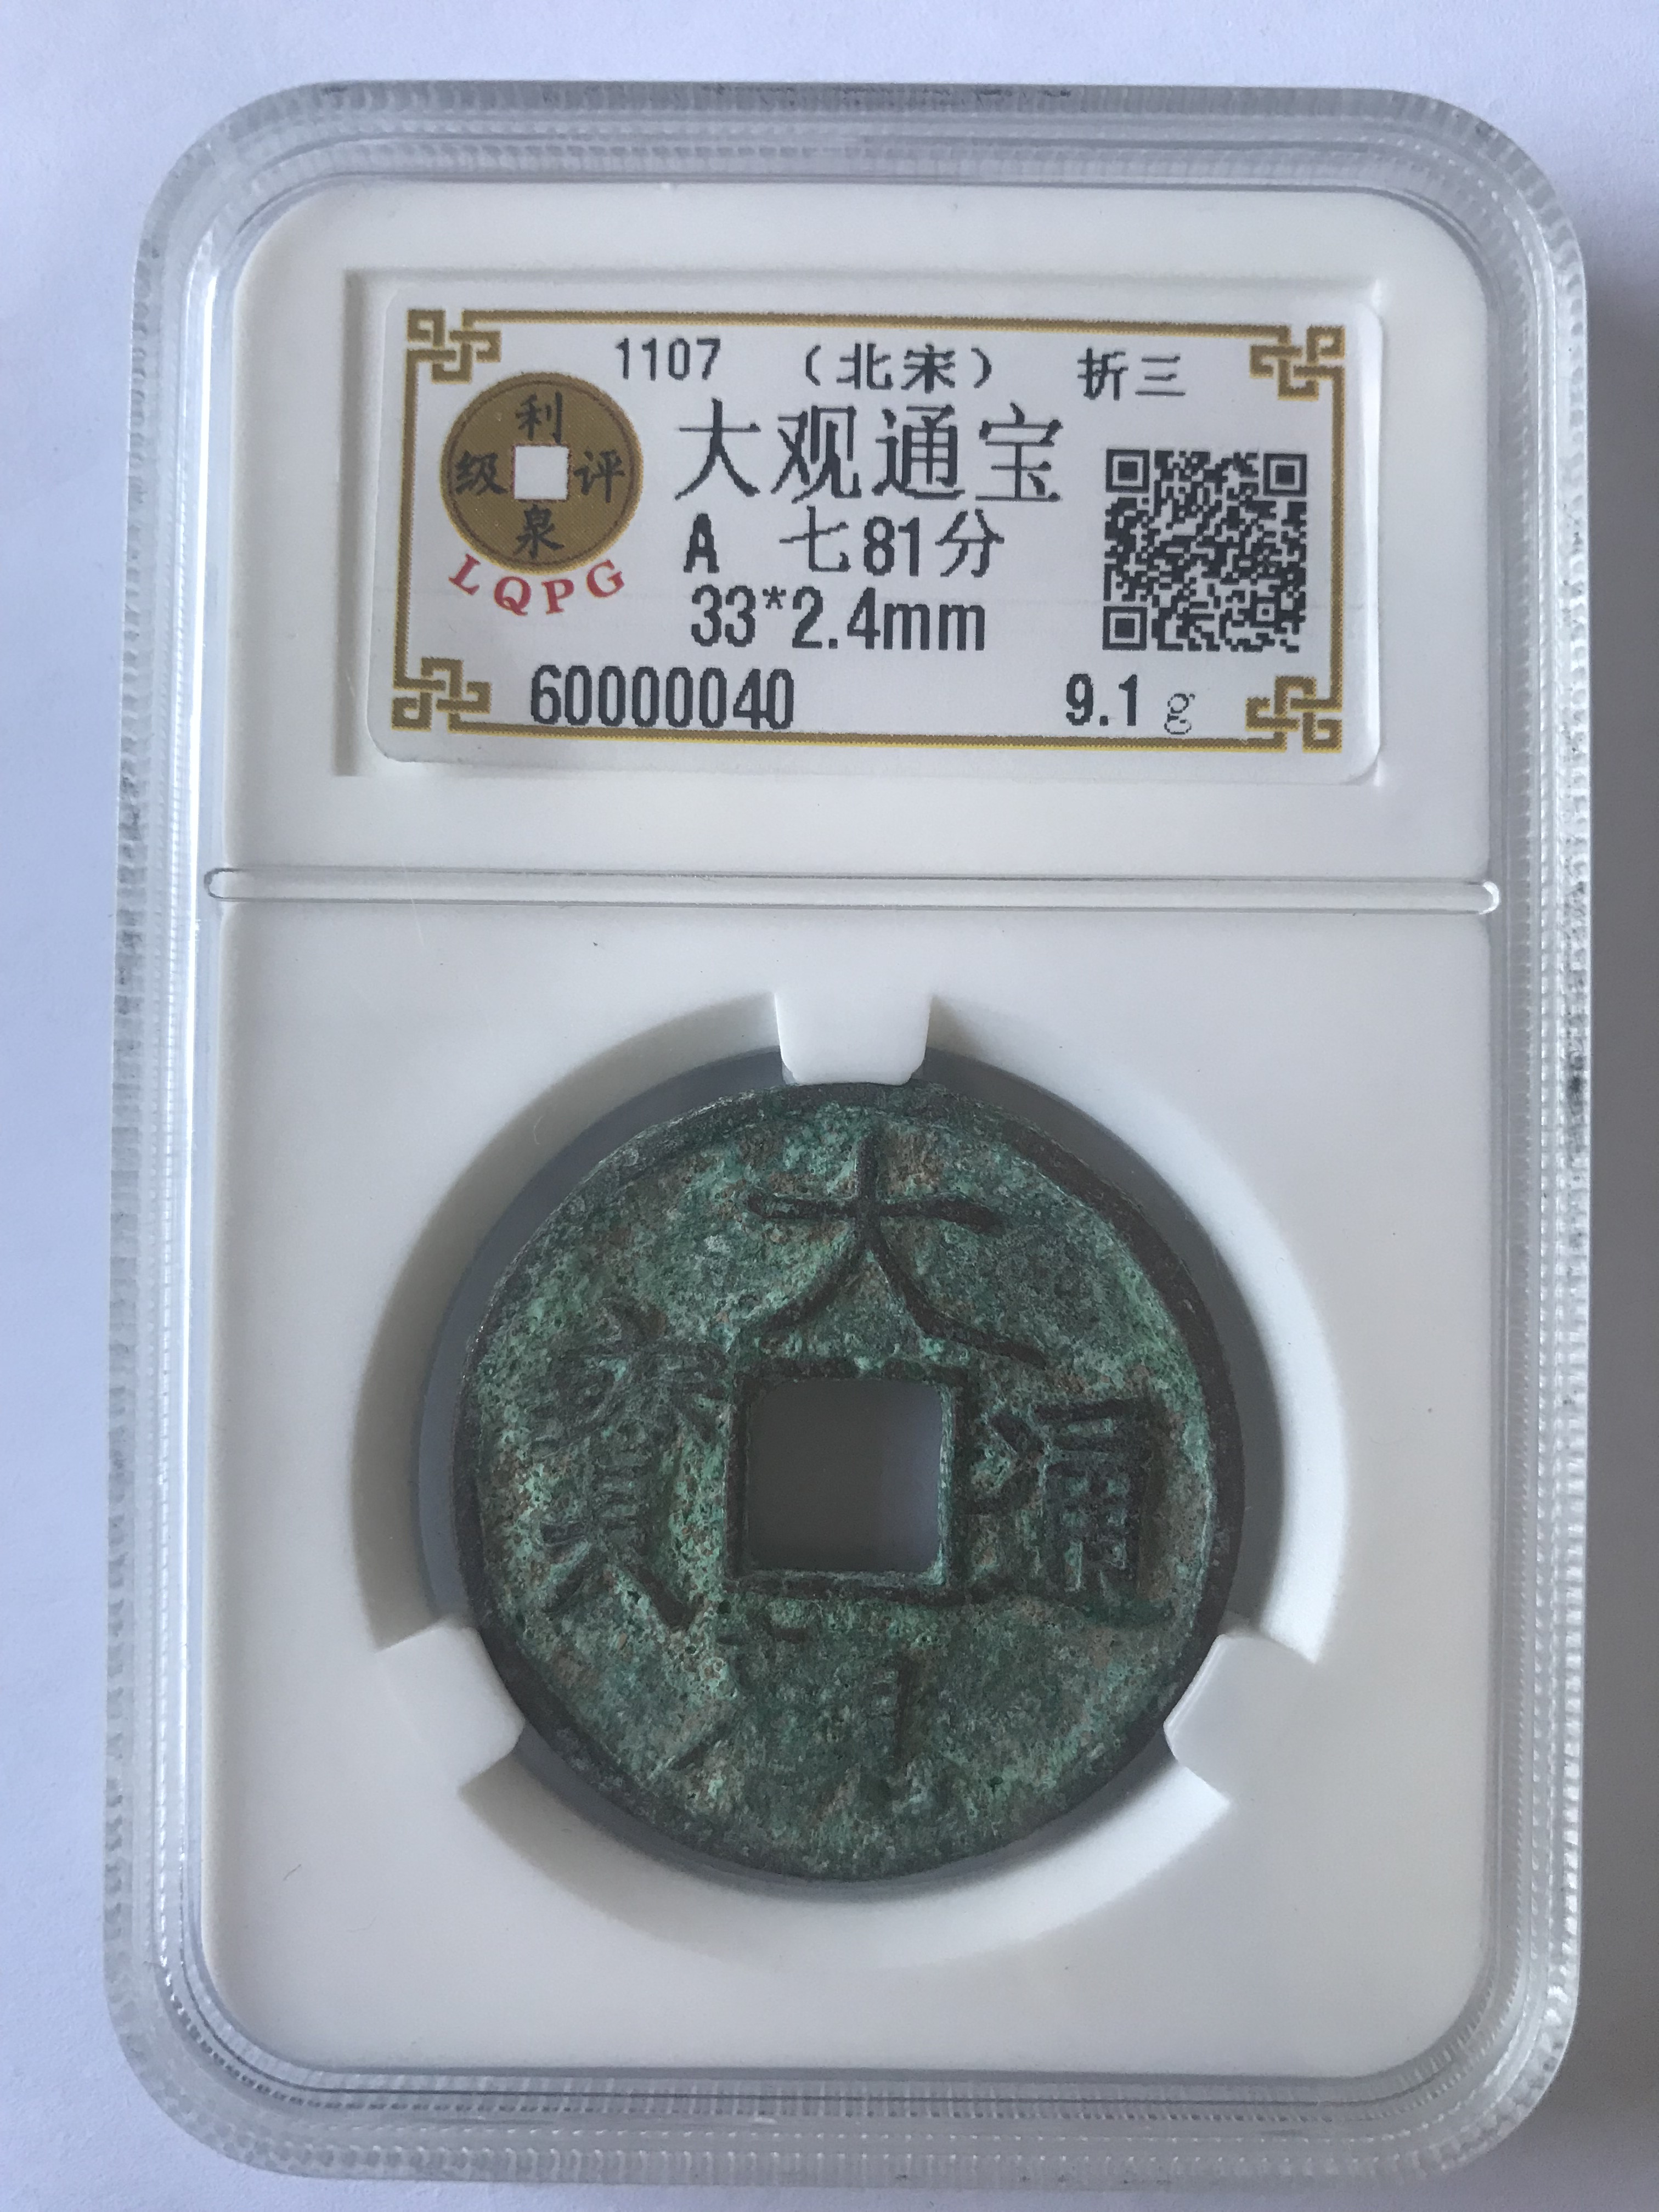 1107 （北宋） 折三
利
级 评
泉
LQPG
大观通宝
A 七81分
33*2.4mm
60000040 9.1g
大
寶 通